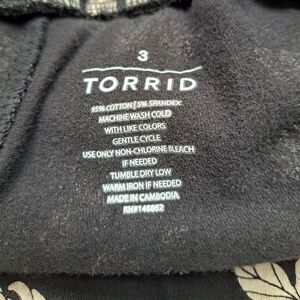 3
TORRID
95% COTTON | 5% SPANDEX
MACHINE WASH COLD
WITH LIKE COLORS
GENTLE CYCLE
USE ONLY NON-CHLORINE BLEACH
IF NEEDED
TUMBLE DRY LOW
WARM IRON IF NEEDED
MADE IN CAMBODIA
RN#148862